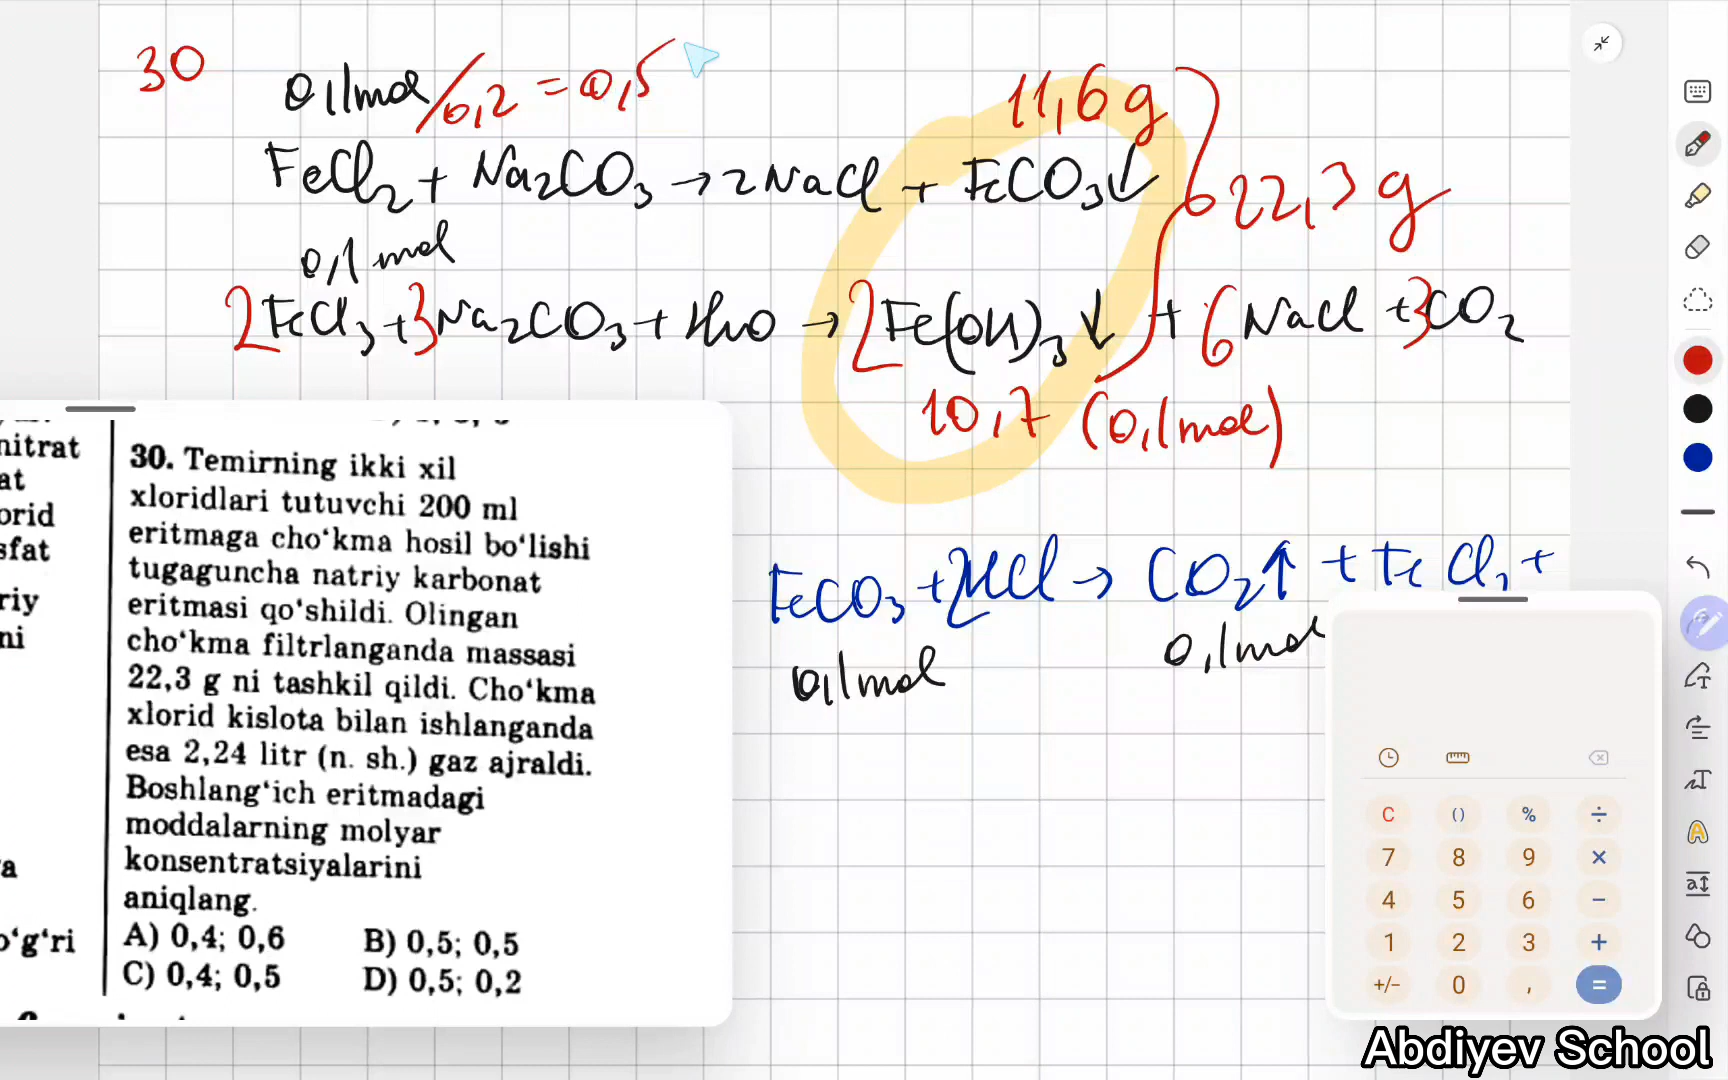 30
0,1mol/0,2 = 0,5
11,6 g
FeCl2 + Na2CO3 → 2NaCl + FeCO3↓
22,3 g
0,1 mol
2FeCl3 + 3Na2CO3 + H2O → 2Fe(OH)3↓ + 6NaCl + 3CO2
10,7 (0,1mol)
nitrat
at
orid
sfat
riy
ni
a
o‘g‘ri
30. Temirning ikki xil
xloridlari tutuvchi 200 ml
eritmaga cho‘kma hosil bo‘lishi
tugaguncha natriy karbonat
eritmasi qo‘shildi. Olingan
cho‘kma filtrlanganda massasi
22,3 g ni tashkil qildi. Cho‘kma
xlorid kislota bilan ishlanganda
esa 2,24 litr (n. sh.) gaz ajraldi.
Boshlang‘ich eritmadagi
moddalarning molyar
konsentratsiyalarini
aniqlang.
A) 0,4; 0,6 B) 0,5; 0,5
C) 0,4; 0,5 D) 0,5; 0,2
FeCO3 + 2HCl → CO2↑ + FeCl2 +
0,1mol 0,1mol
C () % ÷
7 8 9 ×
4 5 6 −
1 2 3 +
+/− 0 , =
Abdiyev School